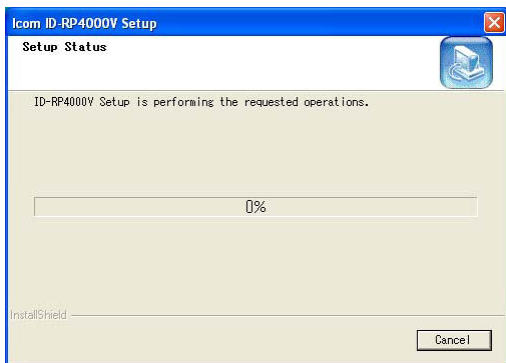 Icom ID-RP4000V Setup
Setup Status
ID-RP4000V Setup is performing the requested operations.
0%
InstallShield
Cancel